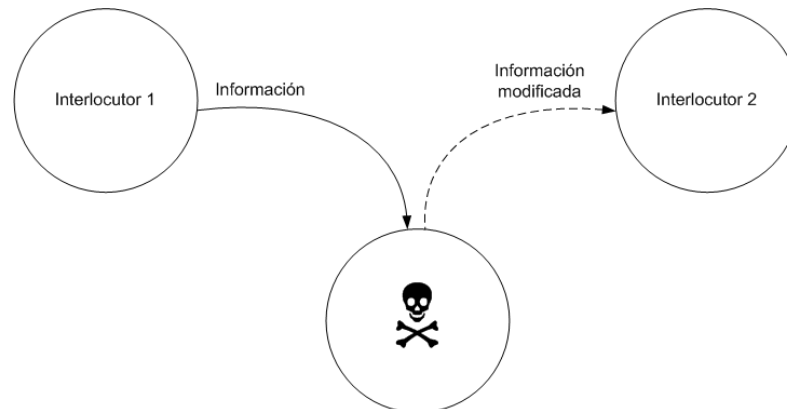 Interlocutor 1
Información
Información
modificada
Interlocutor 2